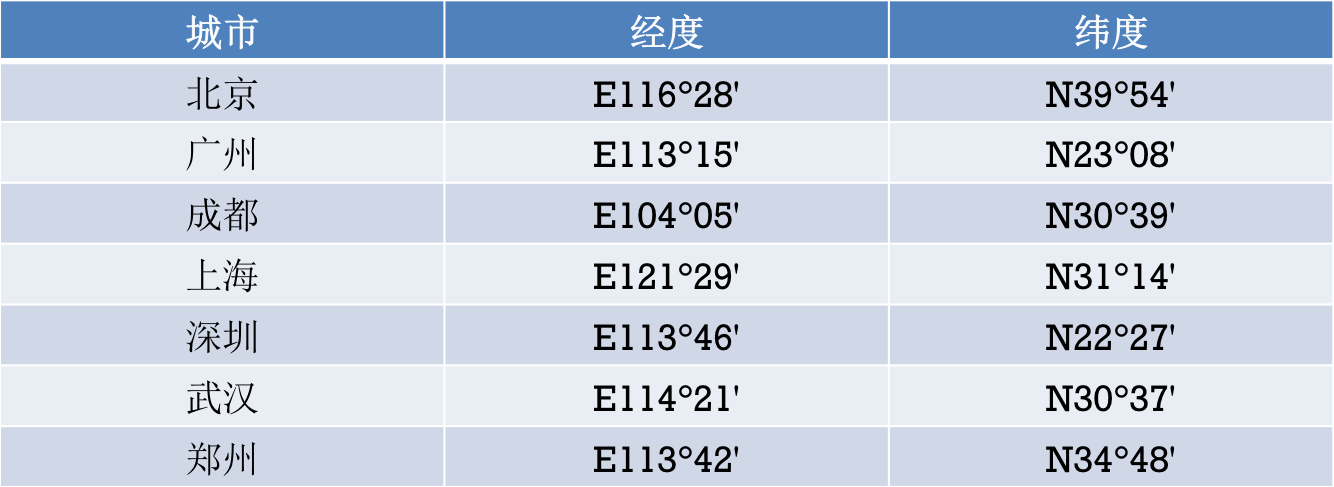 城市 经度 纬度
北京 E116°28' N39°54'
广州 E113°15' N23°08'
成都 E104°05' N30°39'
上海 E121°29' N31°14'
深圳 E113°46' N22°27'
武汉 E114°21' N30°37'
郑州 E113°42' N34°48'